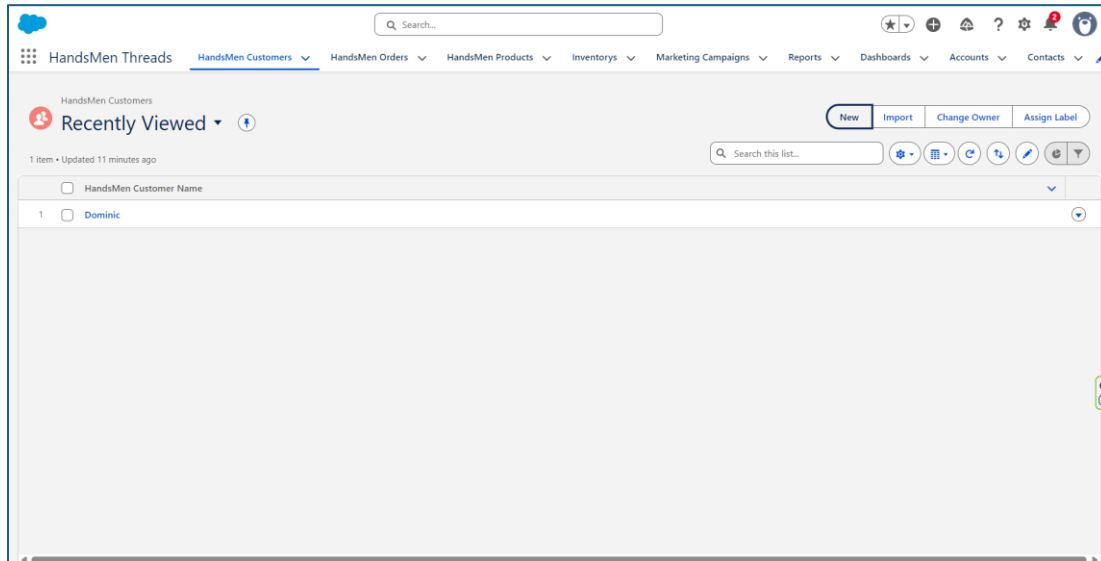 Search...
2
HandsMen Threads HandsMen Customers HandsMen Orders HandsMen Products Inventorys Marketing Campaigns Reports Dashboards Accounts Contacts
HandsMen Customers
Recently Viewed
New Import Change Owner Assign Label
1 item • Updated 11 minutes ago
Search this list...
HandsMen Customer Name
1 Dominic